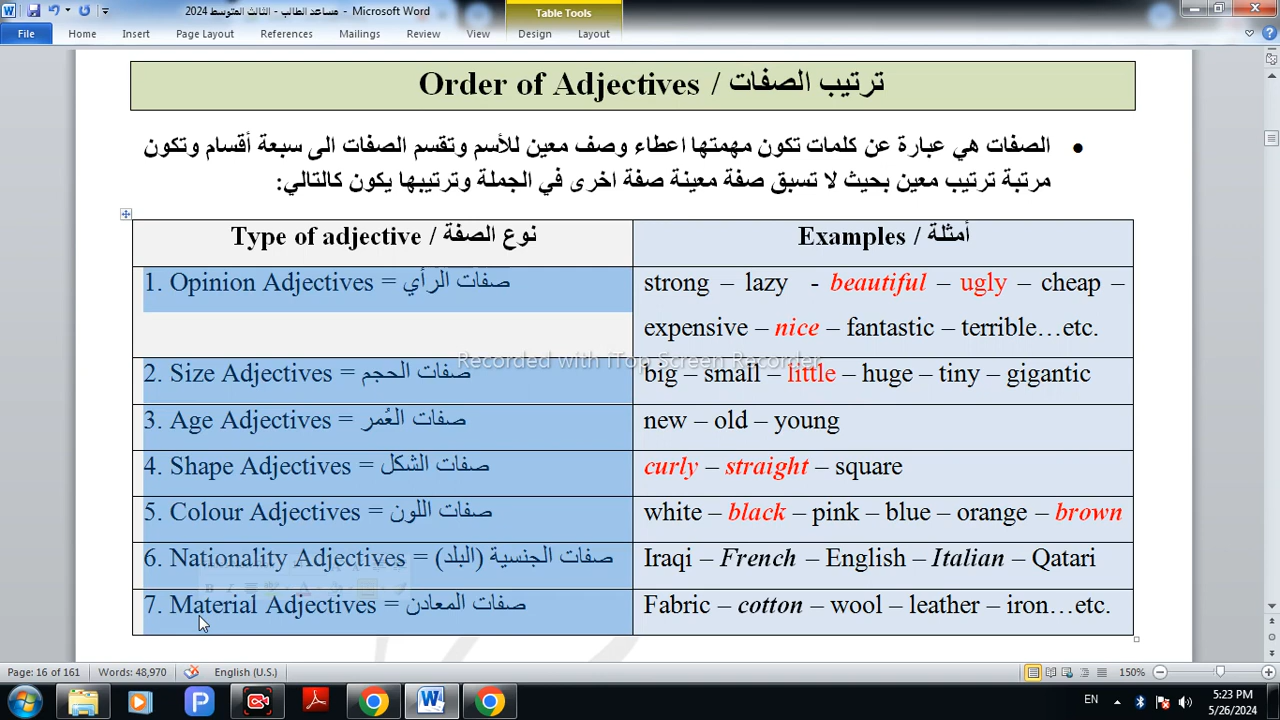 مساعد الطالب - الثالث المتوسط 2024 - Microsoft Word
Table Tools
File Home Insert Page Layout References Mailings Review View Design Layout
Order of Adjectives / ترتيب الصفات
• الصفات هي عبارة عن كلمات تكون مهمتها اعطاء وصف معين للأسم وتقسم الصفات الى سبعة أقسام وتكون
مرتبة ترتيب معين بحيث لا تسبق صفة معينة صفة اخرى في الجملة وترتيبها يكون كالتالي:
Type of adjective / نوع الصفة
Examples / أمثلة
1. Opinion Adjectives = صفات الرأي
strong – lazy - beautiful – ugly – cheap –
expensive – nice – fantastic – terrible…etc.
Recorded with iTop Screen Recorder
2. Size Adjectives = صفات الحجم
big – small – little – huge – tiny – gigantic
3. Age Adjectives = صفات العُمر
new – old – young
4. Shape Adjectives = صفات الشكل
curly – straight – square
5. Colour Adjectives = صفات اللون
white – black – pink – blue – orange – brown
6. Nationality Adjectives = صفات الجنسية (البلد)
Iraqi – French – English – Italian – Qatari
7. Material Adjectives = صفات المعادن
Fabric – cotton – wool – leather – iron…etc.
Page: 16 of 161 Words: 48,970 English (U.S.) 150%
EN 5:23 PM
5/26/2024